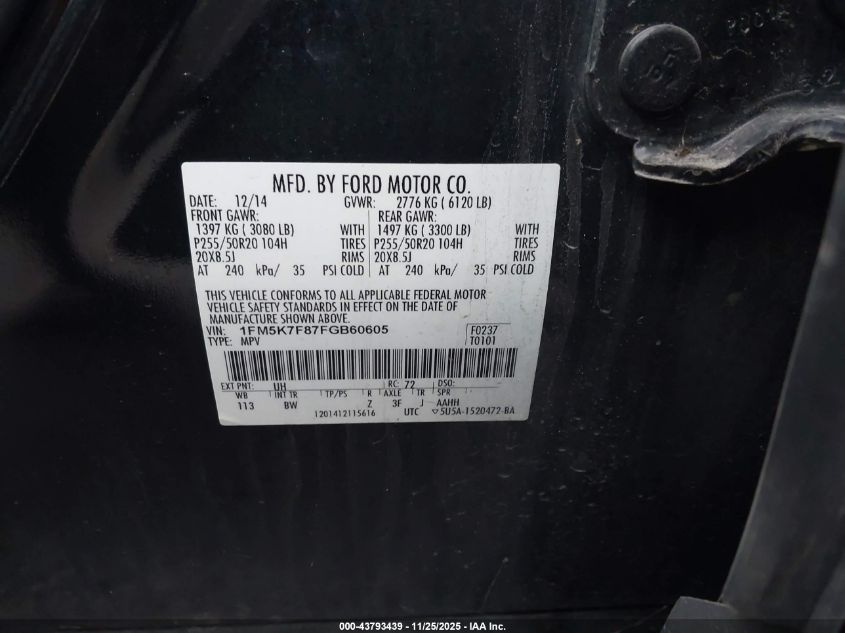 MFD. BY FORD MOTOR CO.
DATE: 12/14 GVWR: 2776 KG ( 6120 LB)
FRONT GAWR: REAR GAWR:
1397 KG ( 3080 LB) WITH 1497 KG ( 3300 LB) WITH
P255/50R20 104H TIRES P255/50R20 104H TIRES
20X8.5J RIMS 20X8.5J RIMS
AT 240 kPa/ 35 PSI COLD AT 240 kPa/ 35 PSI COLD
THIS VEHICLE CONFORMS TO ALL APPLICABLE FEDERAL MOTOR
VEHICLE SAFETY STANDARDS IN EFFECT ON THE DATE OF
MANUFACTURE SHOWN ABOVE.
VIN: 1FM5K7F87FGB60605 F0237
TYPE: MPV T0101
EXT PNT: UH RC: 72 DSO:
WB INT TR TP/PS R AXLE TR SPR
113 BW Z 3F J AAHH
1201412115616 UTC ▽5U5A-1520472-BA
000-43793439 - 11/25/2025 - IAA Inc.